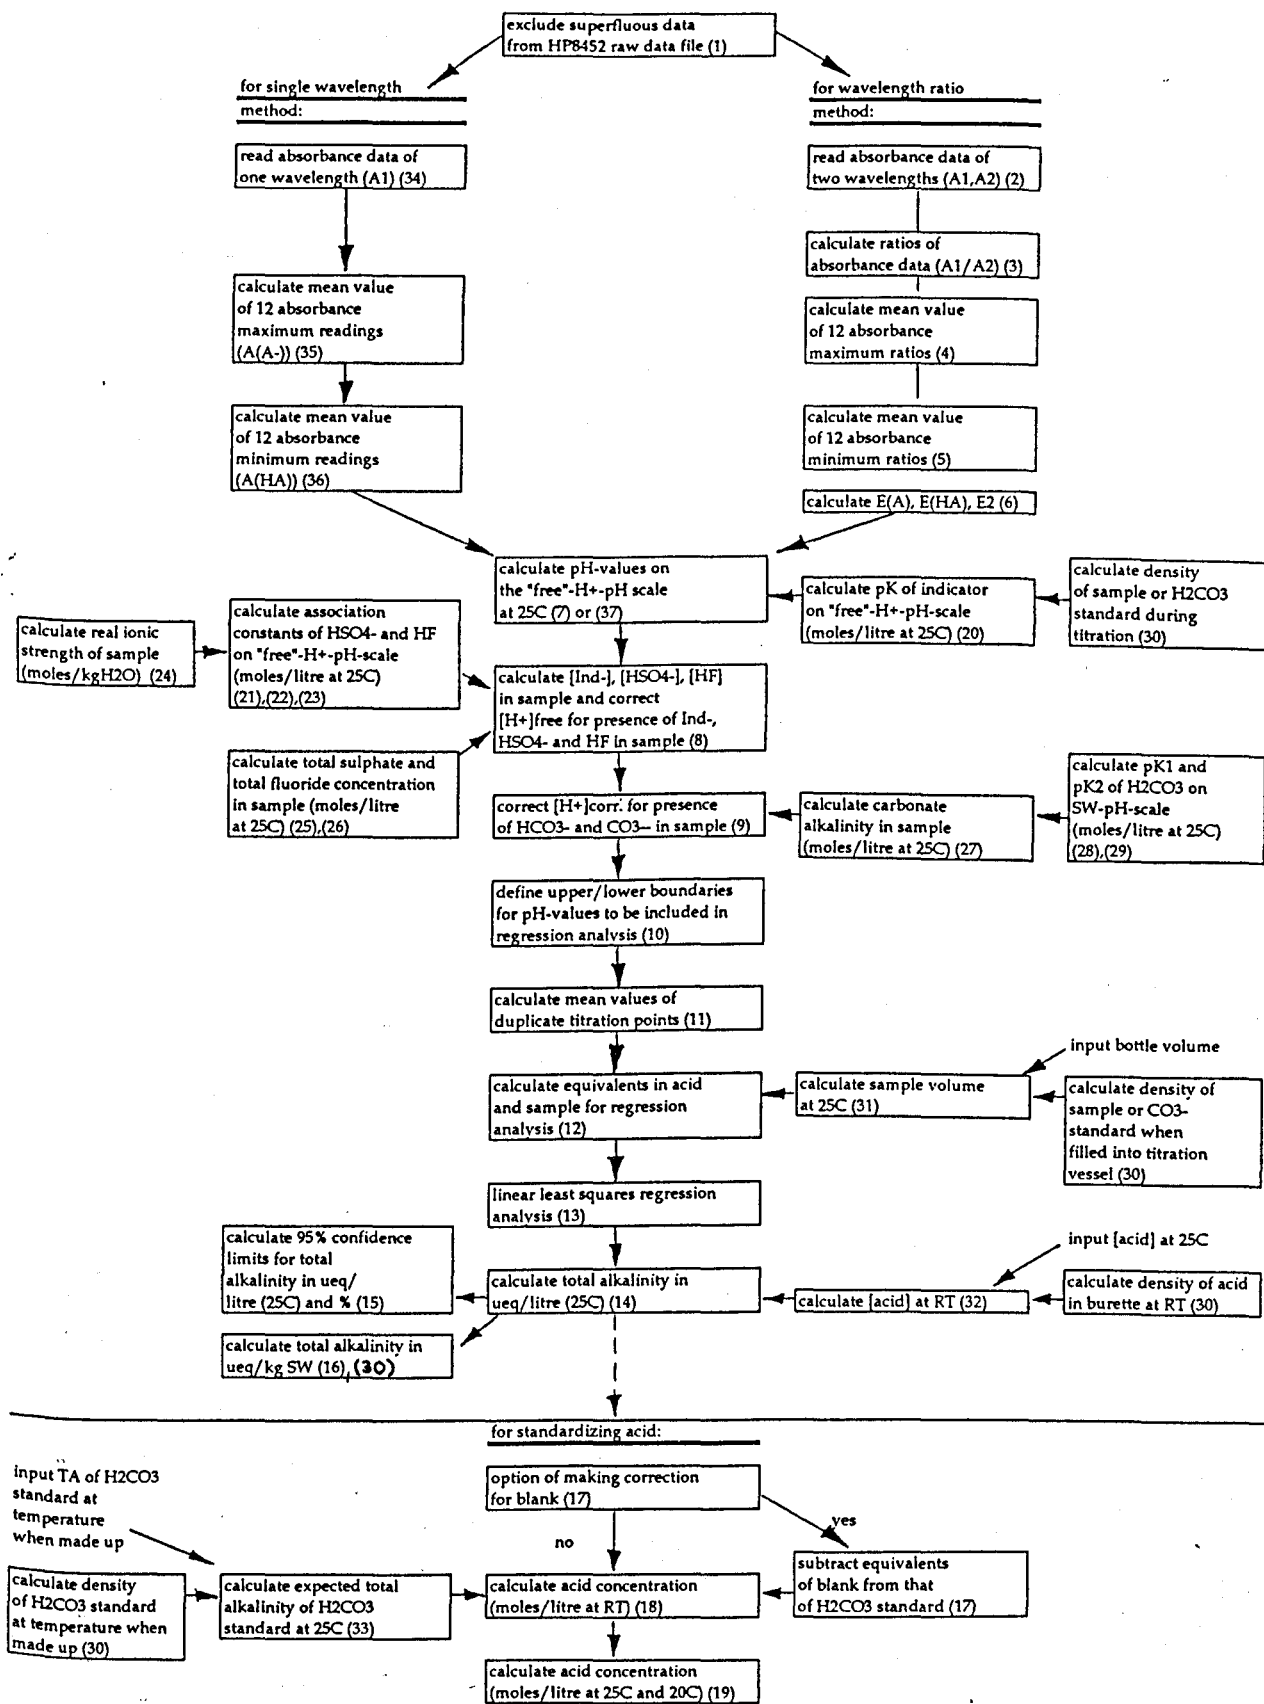 exclude superfluous data
from HP8452 raw data file (1)
for single wavelength
method:
for wavelength ratio
method:
read absorbance data of
one wavelength (A1) (34)
read absorbance data of
two wavelengths (A1,A2) (2)
calculate ratios of
absorbance data (A1/A2) (3)
calculate mean value
of 12 absorbance
maximum readings
(A(A-)) (35)
calculate mean value
of 12 absorbance
maximum ratios (4)
calculate mean value
of 12 absorbance
minimum readings
(A(HA)) (36)
calculate mean value
of 12 absorbance
minimum ratios (5)
calculate E(A), E(HA), E2 (6)
calculate pH-values on
the "free"-H+-pH scale
at 25C (7) or (37)
calculate pK of indicator
on "free"-H+-pH-scale
(moles/litre at 25C) (20)
calculate density
of sample or H2CO3
standard during
titration (30)
calculate real ionic
strength of sample
(moles/kgH2O) (24)
calculate association
constants of HSO4- and HF
on "free"-H+-pH-scale
(moles/litre at 25C)
(21),(22),(23)
calculate [Ind-], [HSO4-], [HF]
in sample and correct
[H+]free for presence of Ind-,
HSO4- and HF in sample (8)
calculate total sulphate and
total fluoride concentration
in sample (moles/litre
at 25C) (25),(26)
correct [H+]corr. for presence
of HCO3- and CO3-- in sample (9)
calculate carbonate
alkalinity in sample
(moles/litre at 25C) (27)
calculate pK1 and
pK2 of H2CO3 on
SW-pH-scale
(moles/litre at 25C)
(28),(29)
define upper/lower boundaries
for pH-values to be included in
regression analysis (10)
calculate mean values of
duplicate titration points (11)
input bottle volume
calculate equivalents in acid
and sample for regression
analysis (12)
calculate sample volume
at 25C (31)
calculate density of
sample or CO3-
standard when
filled into titration
vessel (30)
linear least squares regression
analysis (13)
calculate 95% confidence
limits for total
alkalinity in ueq/
litre (25C) and % (15)
input [acid] at 25C
calculate total alkalinity in
ueq/litre (25C) (14)
calculate [acid] at RT (32)
calculate density of acid
in burette at RT (30)
calculate total alkalinity in
ueq/kg SW (16), (30)
for standardizing acid:
input TA of H2CO3
standard at
temperature
when made up
option of making correction
for blank (17)
yes
no
calculate density
of H2CO3 standard
at temperature when
made up (30)
calculate expected total
alkalinity of H2CO3
standard at 25C (33)
calculate acid concentration
(moles/litre at RT) (18)
subtract equivalents
of blank from that
of H2CO3 standard (17)
calculate acid concentration
(moles/litre at 25C and 20C) (19)